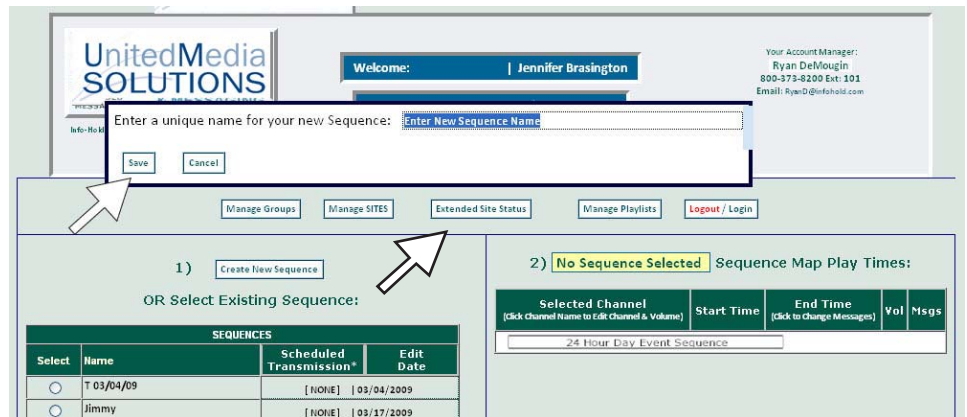 UnitedMedia
SOLUTIONS
Welcome: | Jennifer Brasington
Your Account Manager:
Ryan DeMougin
800-373-8200 Ext: 101
Email: RyanD@infohold.com
Enter a unique name for your new Sequence: Enter New Sequence Name
Save Cancel
Manage Groups Manage SITES Extended Site Status Manage Playlists Logout / Login
1) Create New Sequence
OR Select Existing Sequence:
SEQUENCES
Select Name Scheduled Transmission* Edit Date
T 03/04/09 [NONE] | 03/04/2009
Jimmy [NONE] | 03/17/2009
2) No Sequence Selected Sequence Map Play Times:
Selected Channel Start Time End Time Vol Msgs
(Click Channel Name to Edit Channel & Volume) (Click to Change Messages)
24 Hour Day Event Sequence